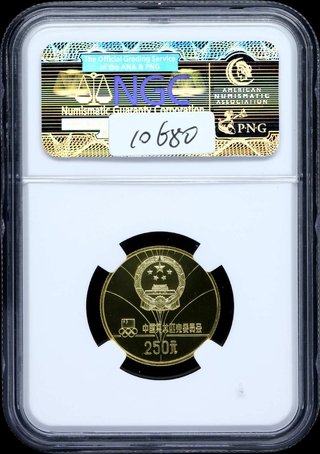 The Official Grading Service
of the ANA & PNG
NGC
Numismatic Guaranty Corporation
AMERICAN
NUMISMATIC
ASSOCIATION
PNG
10680
中国奥林匹克委员会
250元